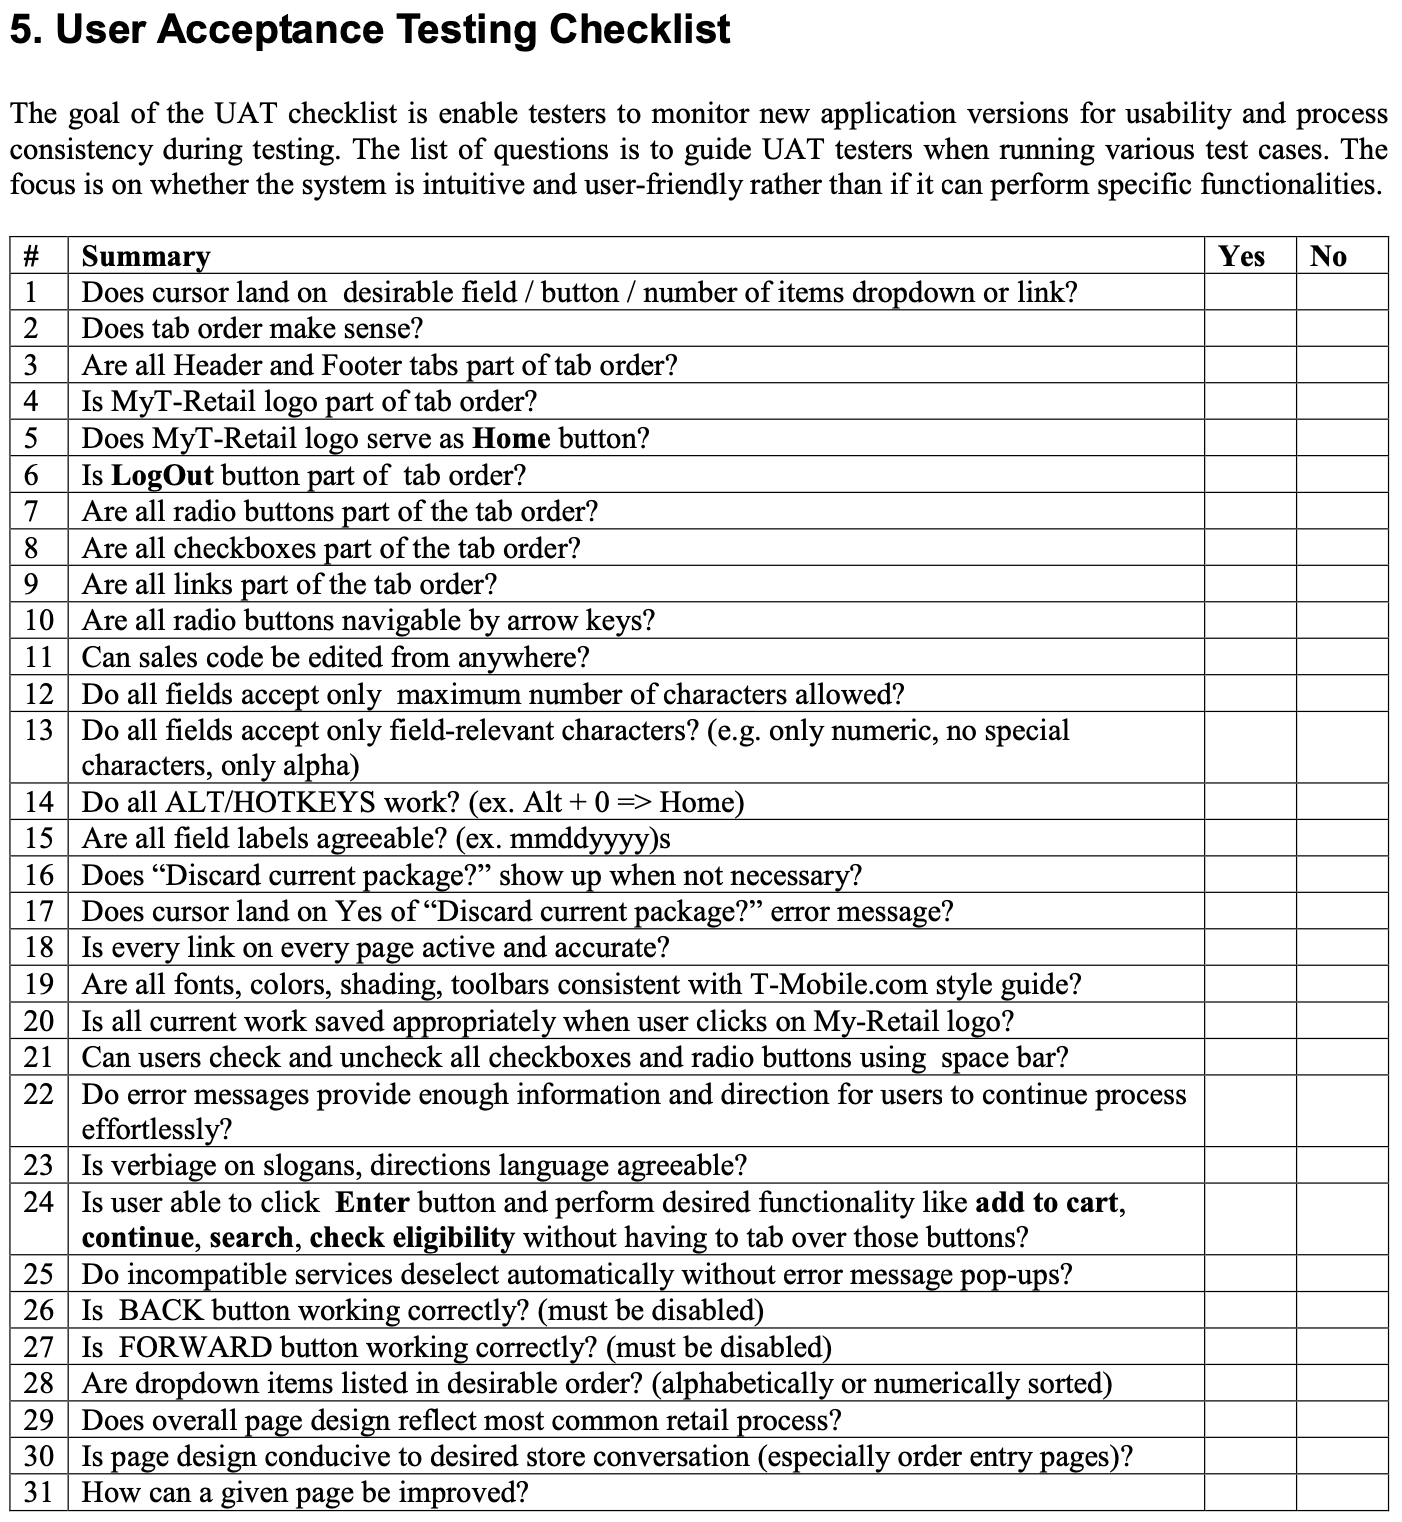 5. User Acceptance Testing Checklist
The goal of the UAT checklist is enable testers to monitor new application versions for usability and process
consistency during testing. The list of questions is to guide UAT testers when running various test cases. The
focus is on whether the system is intuitive and user-friendly rather than if it can perform specific functionalities.
# Summary Yes No
1 Does cursor land on  desirable field / button / number of items dropdown or link?
2 Does tab order make sense?
3 Are all Header and Footer tabs part of tab order?
4 Is MyT-Retail logo part of tab order?
5 Does MyT-Retail logo serve as Home button?
6 Is LogOut button part of  tab order?
7 Are all radio buttons part of the tab order?
8 Are all checkboxes part of the tab order?
9 Are all links part of the tab order?
10 Are all radio buttons navigable by arrow keys?
11 Can sales code be edited from anywhere?
12 Do all fields accept only  maximum number of characters allowed?
13 Do all fields accept only field-relevant characters? (e.g. only numeric, no special
characters, only alpha)
14 Do all ALT/HOTKEYS work? (ex. Alt + 0 => Home)
15 Are all field labels agreeable? (ex. mmddyyyy)s
16 Does “Discard current package?” show up when not necessary?
17 Does cursor land on Yes of “Discard current package?” error message?
18 Is every link on every page active and accurate?
19 Are all fonts, colors, shading, toolbars consistent with T-Mobile.com style guide?
20 Is all current work saved appropriately when user clicks on My-Retail logo?
21 Can users check and uncheck all checkboxes and radio buttons using  space bar?
22 Do error messages provide enough information and direction for users to continue process
effortlessly?
23 Is verbiage on slogans, directions language agreeable?
24 Is user able to click  Enter button and perform desired functionality like add to cart,
continue, search, check eligibility without having to tab over those buttons?
25 Do incompatible services deselect automatically without error message pop-ups?
26 Is  BACK button working correctly? (must be disabled)
27 Is  FORWARD button working correctly? (must be disabled)
28 Are dropdown items listed in desirable order? (alphabetically or numerically sorted)
29 Does overall page design reflect most common retail process?
30 Is page design conducive to desired store conversation (especially order entry pages)?
31 How can a given page be improved?